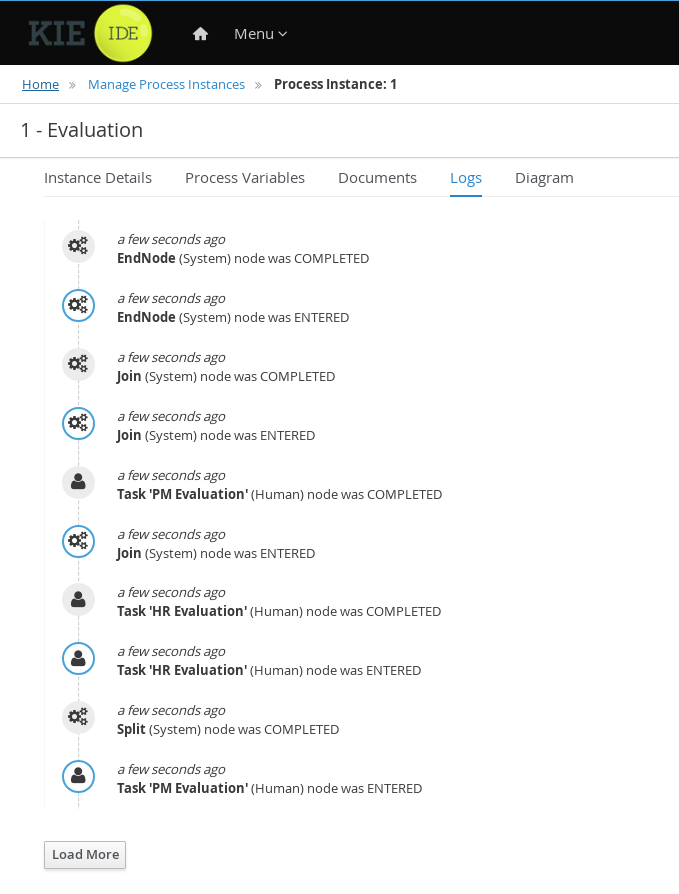 KIE IDE Menu
Home » Manage Process Instances » Process Instance: 1
1 - Evaluation
Instance Details Process Variables Documents Logs Diagram
a few seconds ago
EndNode (System) node was COMPLETED
a few seconds ago
EndNode (System) node was ENTERED
a few seconds ago
Join (System) node was COMPLETED
a few seconds ago
Join (System) node was ENTERED
a few seconds ago
Task 'PM Evaluation' (Human) node was COMPLETED
a few seconds ago
Join (System) node was ENTERED
a few seconds ago
Task 'HR Evaluation' (Human) node was COMPLETED
a few seconds ago
Task 'HR Evaluation' (Human) node was ENTERED
a few seconds ago
Split (System) node was COMPLETED
a few seconds ago
Task 'PM Evaluation' (Human) node was ENTERED
Load More